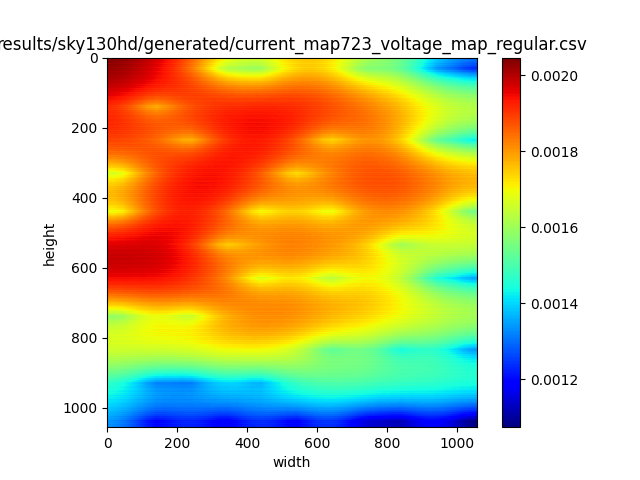 results/sky130hd/generated/current_map723_voltage_map_regular.csv
0
200
400
600
800
1000
height
0 200 400 600 800 1000
width
0.0020
0.0018
0.0016
0.0014
0.0012